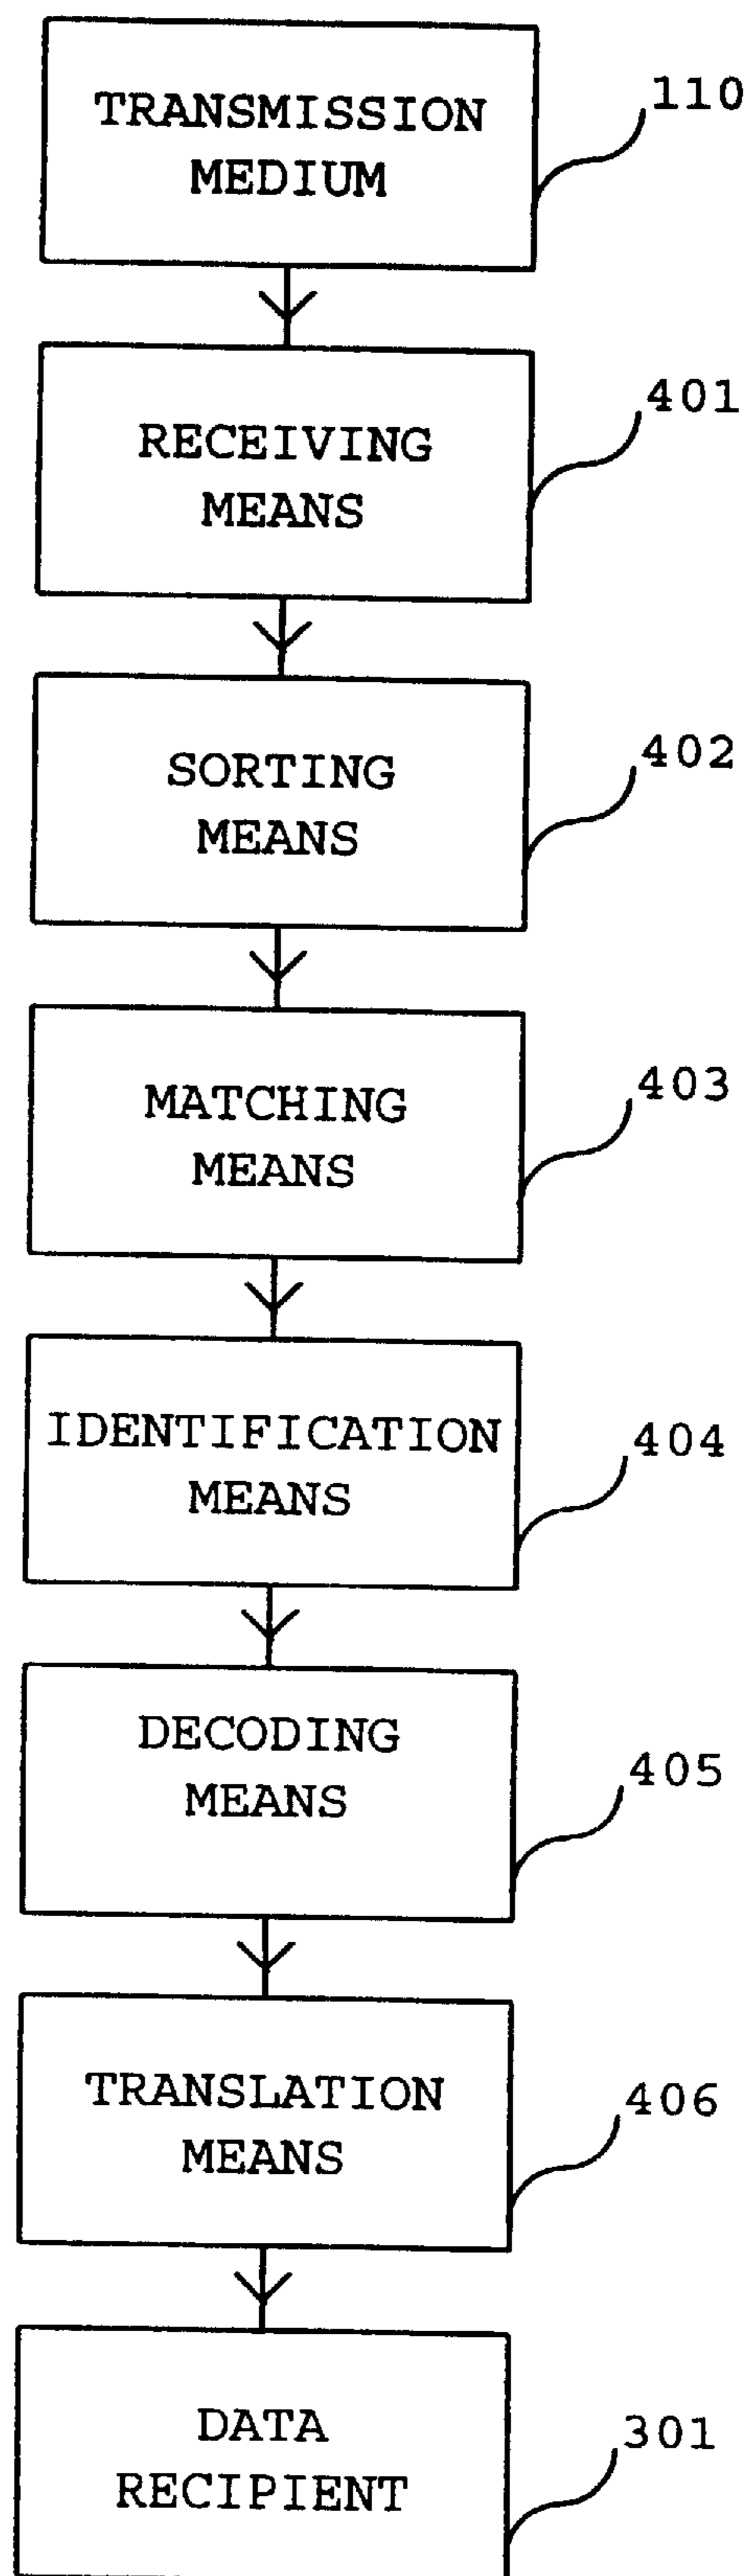 TRANSMISSION
MEDIUM
110
RECEIVING
MEANS
401
SORTING
MEANS
402
MATCHING
MEANS
403
IDENTIFICATION
MEANS
404
DECODING
MEANS
405
TRANSLATION
MEANS
406
DATA
RECIPIENT
301